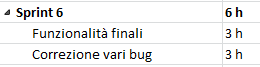 Sprint 6 6 h
Funzionalità finali 3 h
Correzione vari bug 3 h